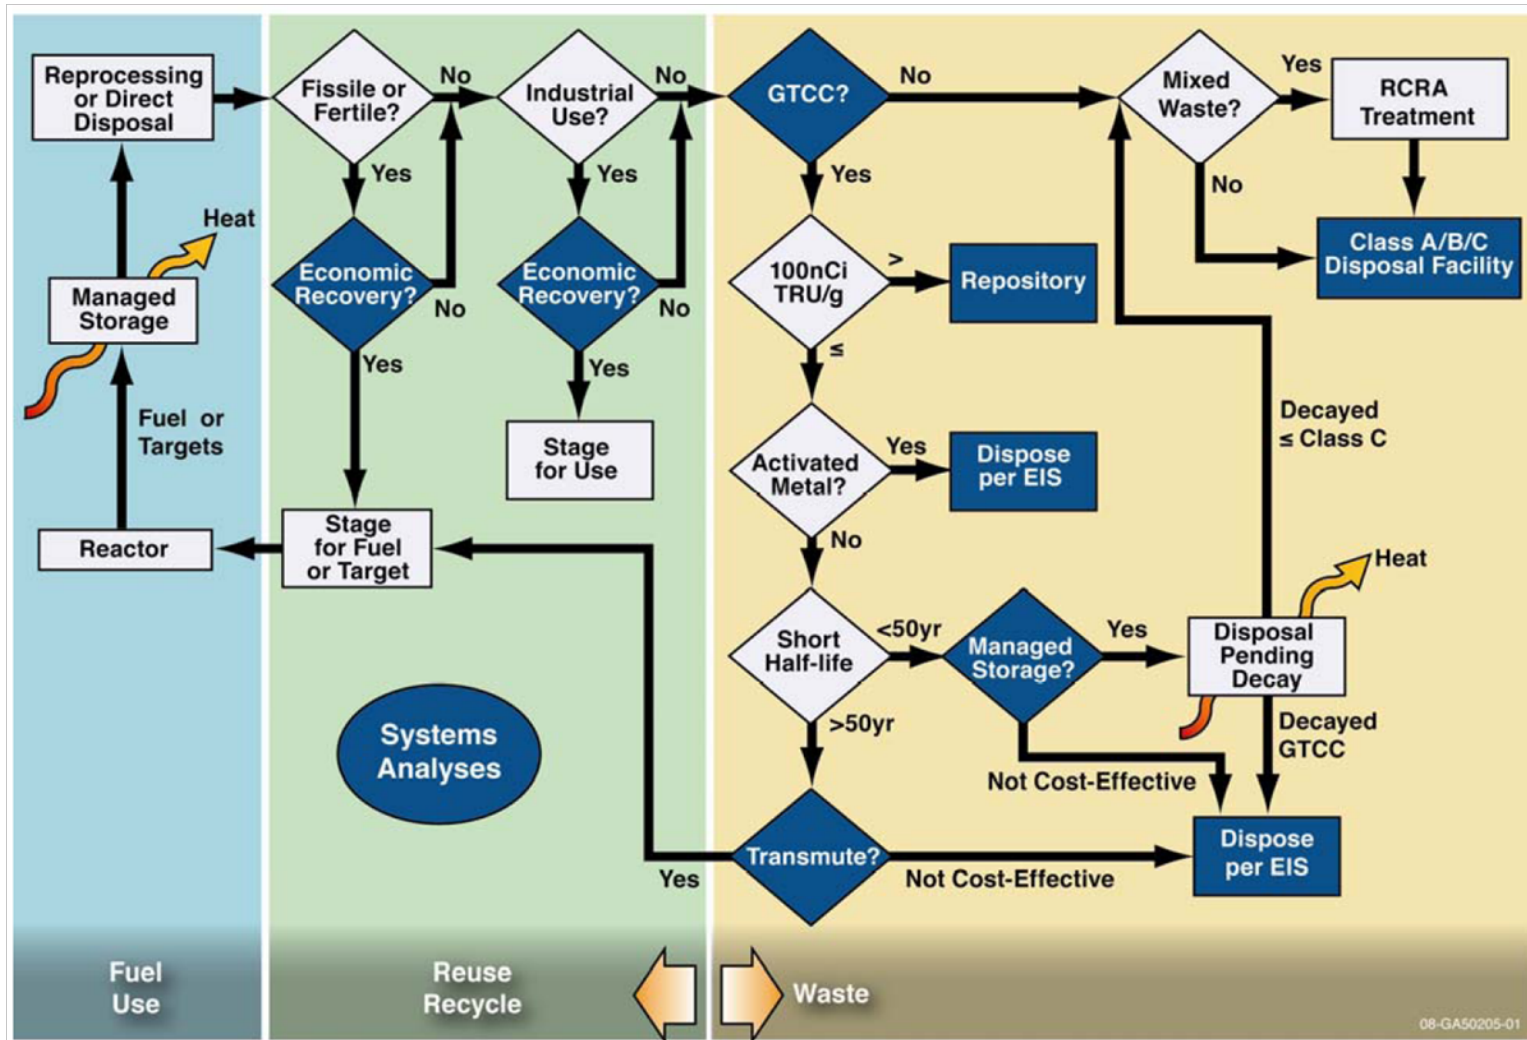 Reprocessing
or Direct
Disposal
Heat
Managed
Storage
Fuel or
Targets
Reactor
Fuel
Use
Fissile or
Fertile?
No
Yes
Economic
Recovery?
No
Yes
Stage
for Fuel
or Target
Industrial
Use?
No
Yes
Economic
Recovery?
No
Yes
Stage
for Use
Systems
Analyses
Reuse
Recycle
GTCC?
No
Yes
100nCi
TRU/g
>
Repository
≤
Activated
Metal?
Yes
Dispose
per EIS
No
Short
Half-life
<50yr
Managed
Storage?
Yes
Disposal
Pending
Decay
Heat
>50yr
Not Cost-Effective
Decayed
GTCC
Decayed
≤ Class C
Transmute?
Yes
Not Cost-Effective
Dispose
per EIS
Mixed
Waste?
Yes
RCRA
Treatment
No
Class A/B/C
Disposal Facility
Waste
08-GA50205-01